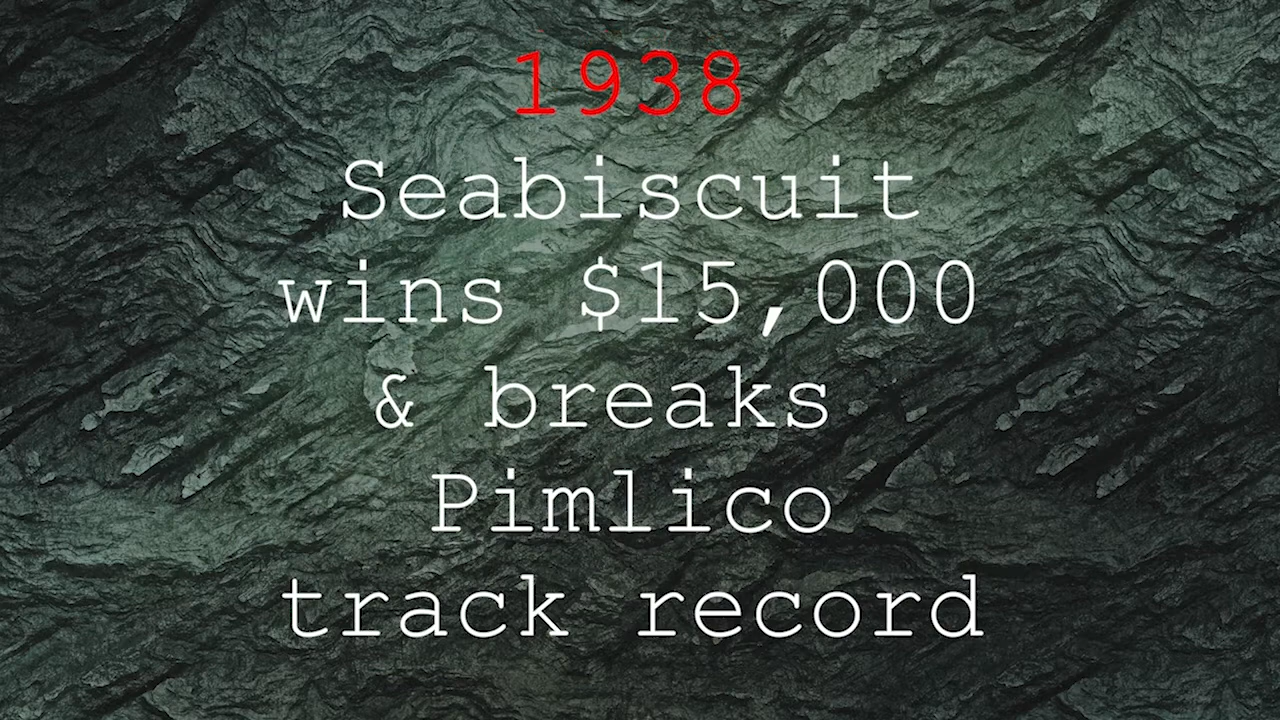 1938
Seabiscuit
wins $15,000
& breaks
Pimlico
track record